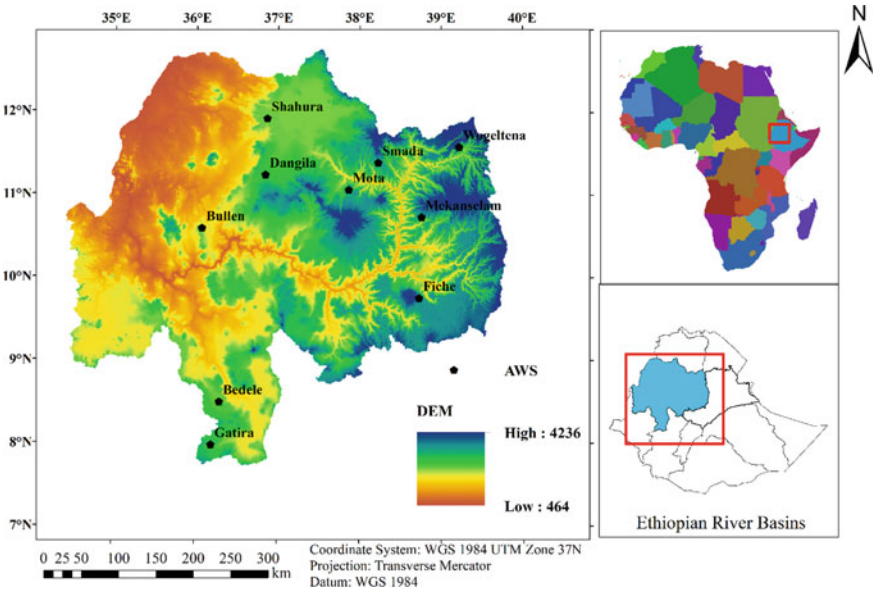 35°E 36°E 37°E 38°E 39°E 40°E
N
12°N
11°N
10°N
9°N
8°N
7°N
Shahura
Wogeltena
Smada
Dangila
Mota
Mekanselam
Bullen
Fiche
Bedele
Gatira
AWS
DEM
High : 4236
Low : 464
Ethiopian River Basins
0 25 50 100 150 200 250 300
km
Coordinate System: WGS 1984 UTM Zone 37N
Projection: Transverse Mercator
Datum: WGS 1984